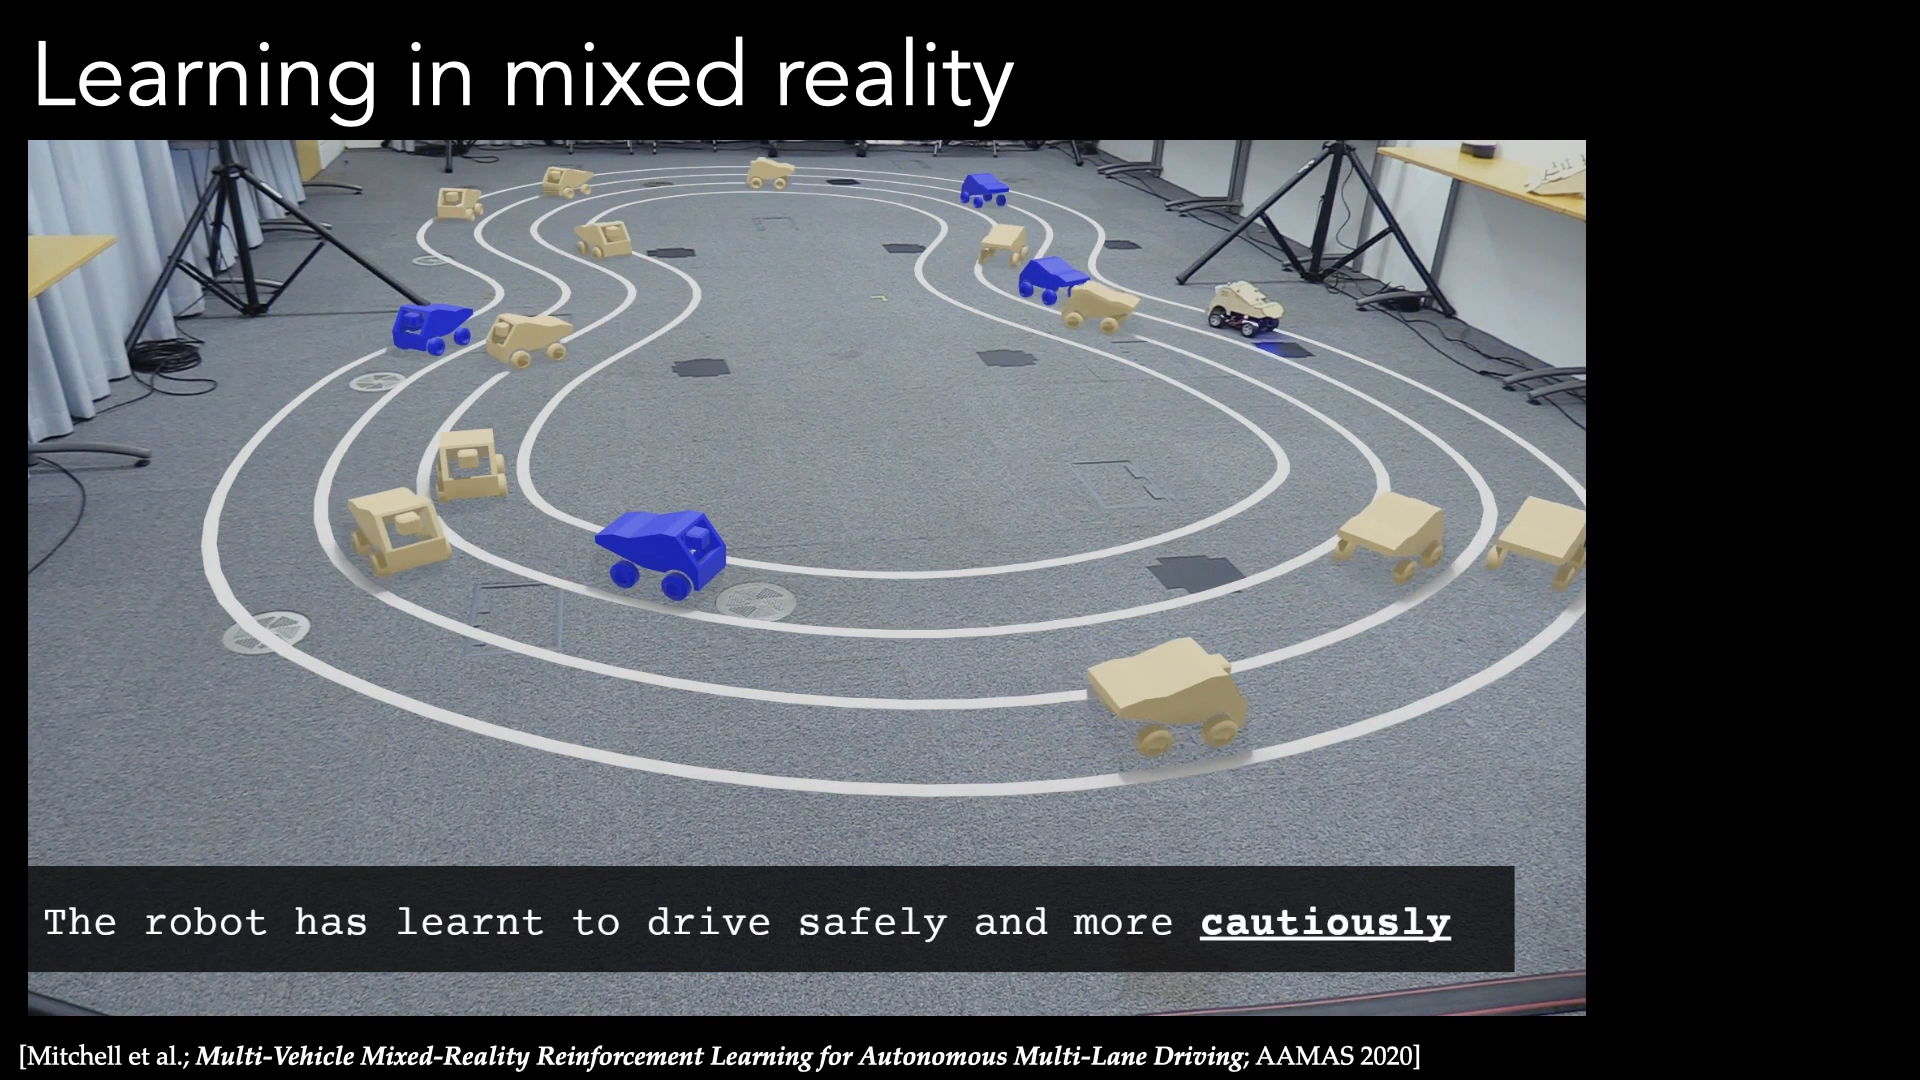 Learning in mixed reality
The robot has learnt to drive safely and more cautiously
[Mitchell et al.; Multi-Vehicle Mixed-Reality Reinforcement Learning for Autonomous Multi-Lane Driving; AAMAS 2020]